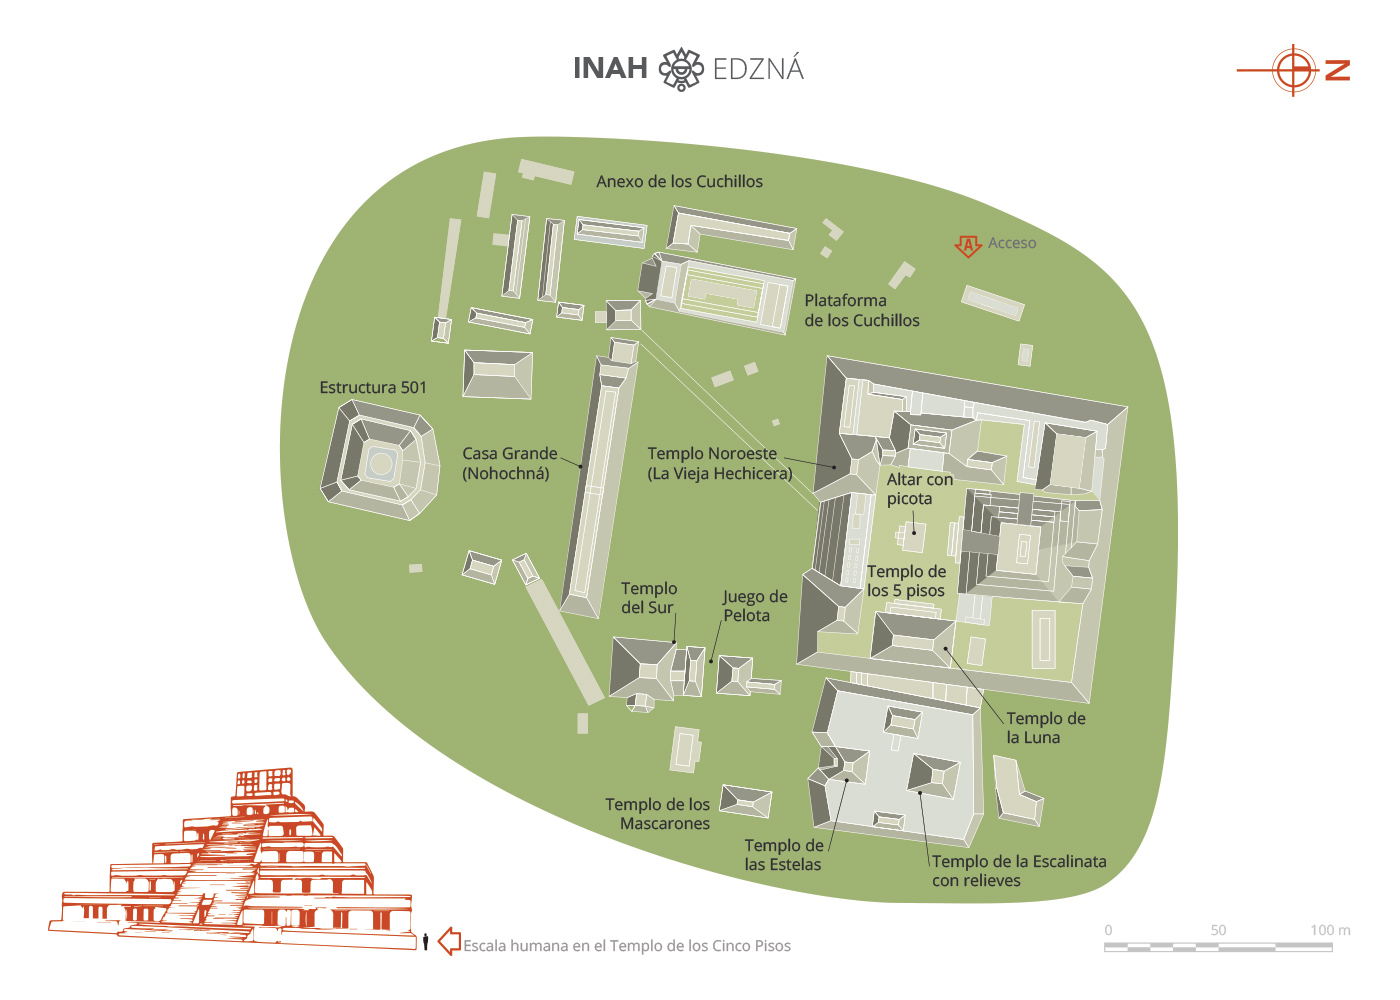 INAH EDZNÁ
N
Anexo de los Cuchillos
A Acceso
Plataforma
de los Cuchillos
Estructura 501
Casa Grande
(Nohochná)
Templo Noroeste
(La Vieja Hechicera)
Altar con
picota
Templo de
los 5 pisos
Templo
del Sur
Juego de
Pelota
Templo de
la Luna
Templo de los
Mascarones
Templo de
las Estelas
Templo de la Escalinata
con relieves
Escala humana en el Templo de los Cinco Pisos
0 50 100 m